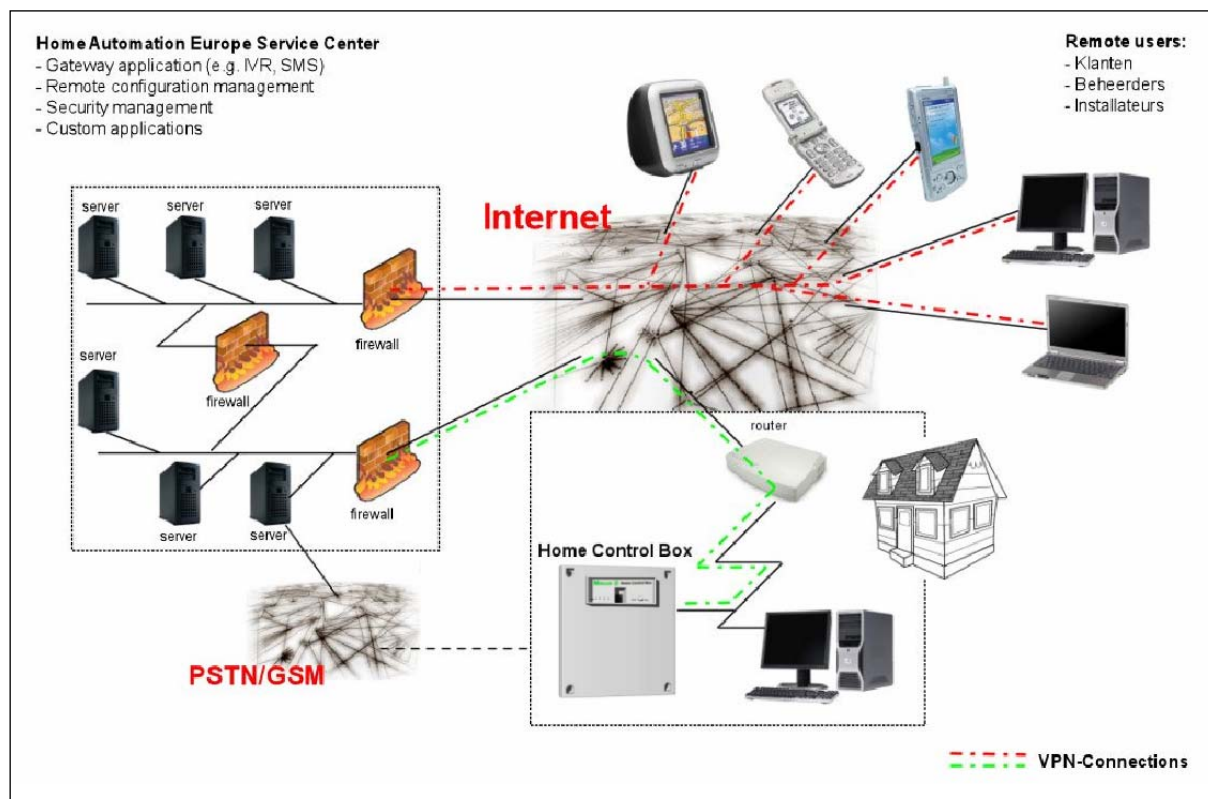 Home Automation Europe Service Center
- Gateway application (e.g. IVR, SMS)
- Remote configuration management
- Security management
- Custom applications
Remote users:
- Klanten
- Beheerders
- Installateurs
Internet
server
server
server
firewall
server
firewall
firewall
server
server
router
Home Control Box
PSTN/GSM
VPN-Connections